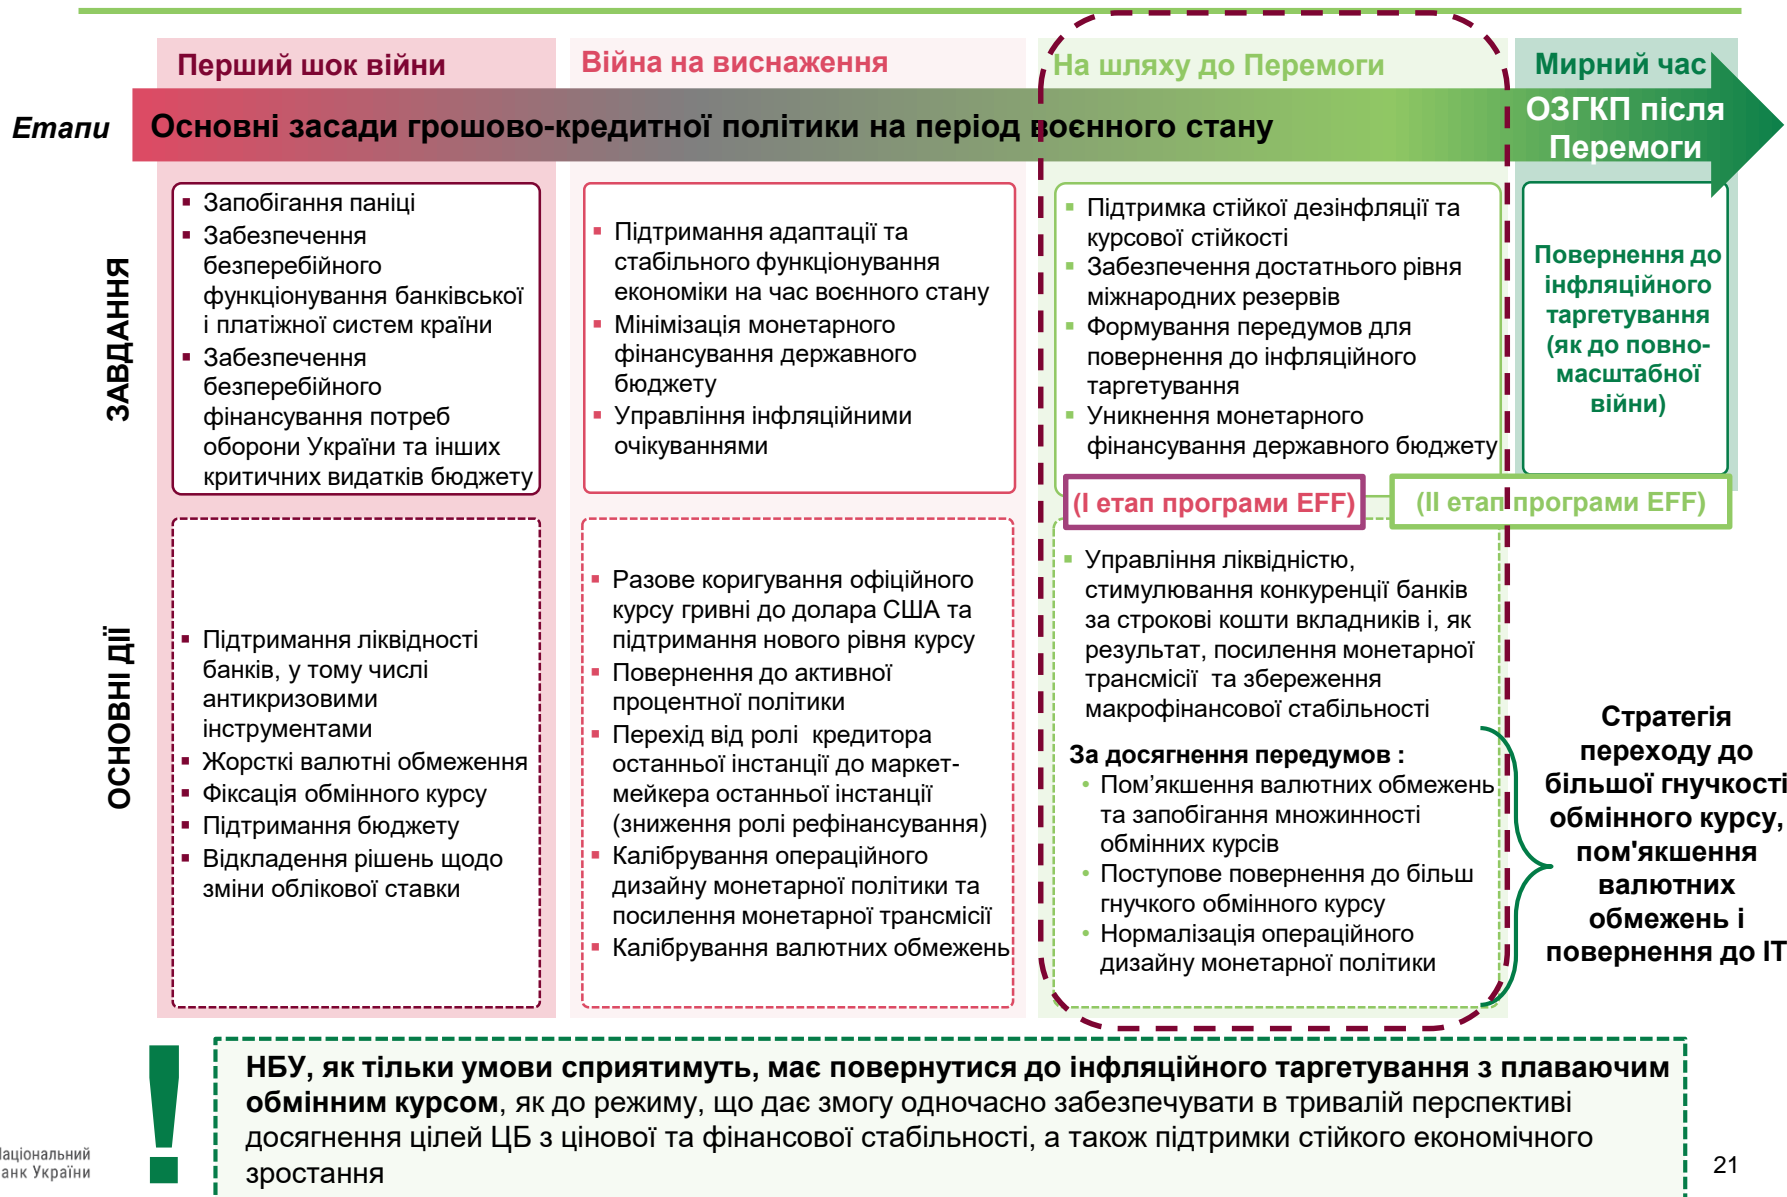 Перший шок війни
Війна на виснаження
На шляху до Перемоги
Мирний час
Етапи
Основні засади грошово-кредитної політики на період воєнного стану
ОЗГКП після
Перемоги
ЗАВДАННЯ
▪ Запобігання паніці
▪ Забезпечення
безперебійного
функціонування банківської
і платіжної систем країни
▪ Забезпечення
безперебійного
фінансування потреб
оборони України та інших
критичних видатків бюджету
▪ Підтримання адаптації та
стабільного функціонування
економіки на час воєнного стану
▪ Мінімізація монетарного
фінансування державного
бюджету
▪ Управління інфляційними
очікуваннями
▪ Підтримка стійкої дезінфляції та
курсової стійкості
▪ Забезпечення достатнього рівня
міжнародних резервів
▪ Формування передумов для
повернення до інфляційного
таргетування
▪ Уникнення монетарного
фінансування державного бюджету
Повернення до
інфляційного
таргетування
(як до повно-
масштабної
війни)
(І етап програми EFF)
(ІІ етап програми EFF)
ОСНОВНІ ДІЇ
▪ Підтримання ліквідності
банків, у тому числі
антикризовими
інструментами
▪ Жорсткі валютні обмеження
▪ Фіксація обмінного курсу
▪ Підтримання бюджету
▪ Відкладення рішень щодо
зміни облікової ставки
▪ Разове коригування офіційного
курсу гривні до долара США та
підтримання нового рівня курсу
▪ Повернення до активної
процентної політики
▪ Перехід від ролі кредитора
останньої інстанції до маркет-
мейкера останньої інстанції
(зниження ролі рефінансування)
▪ Калібрування операційного
дизайну монетарної політики та
посилення монетарної трансмісії
▪ Калібрування валютних обмежень
▪ Управління ліквідністю,
стимулювання конкуренції банків
за строкові кошти вкладників і, як
результат, посилення монетарної
трансмісії та збереження
макрофінансової стабільності
За досягнення передумов :
• Пом’якшення валютних обмежень
та запобігання множинності
обмінних курсів
• Поступове повернення до більш
гнучкого обмінного курсу
• Нормалізація операційного
дизайну монетарної політики
Стратегія
переходу до
більшої гнучкості
обмінного курсу,
пом'якшення
валютних
обмежень і
повернення до ІТ
!
НБУ, як тільки умови сприятимуть, має повернутися до інфляційного таргетування з плаваючим
обмінним курсом, як до режиму, що дає змогу одночасно забезпечувати в тривалій перспективі
досягнення цілей ЦБ з цінової та фінансової стабільності, а також підтримки стійкого економічного
зростання
аціональний
анк України
21